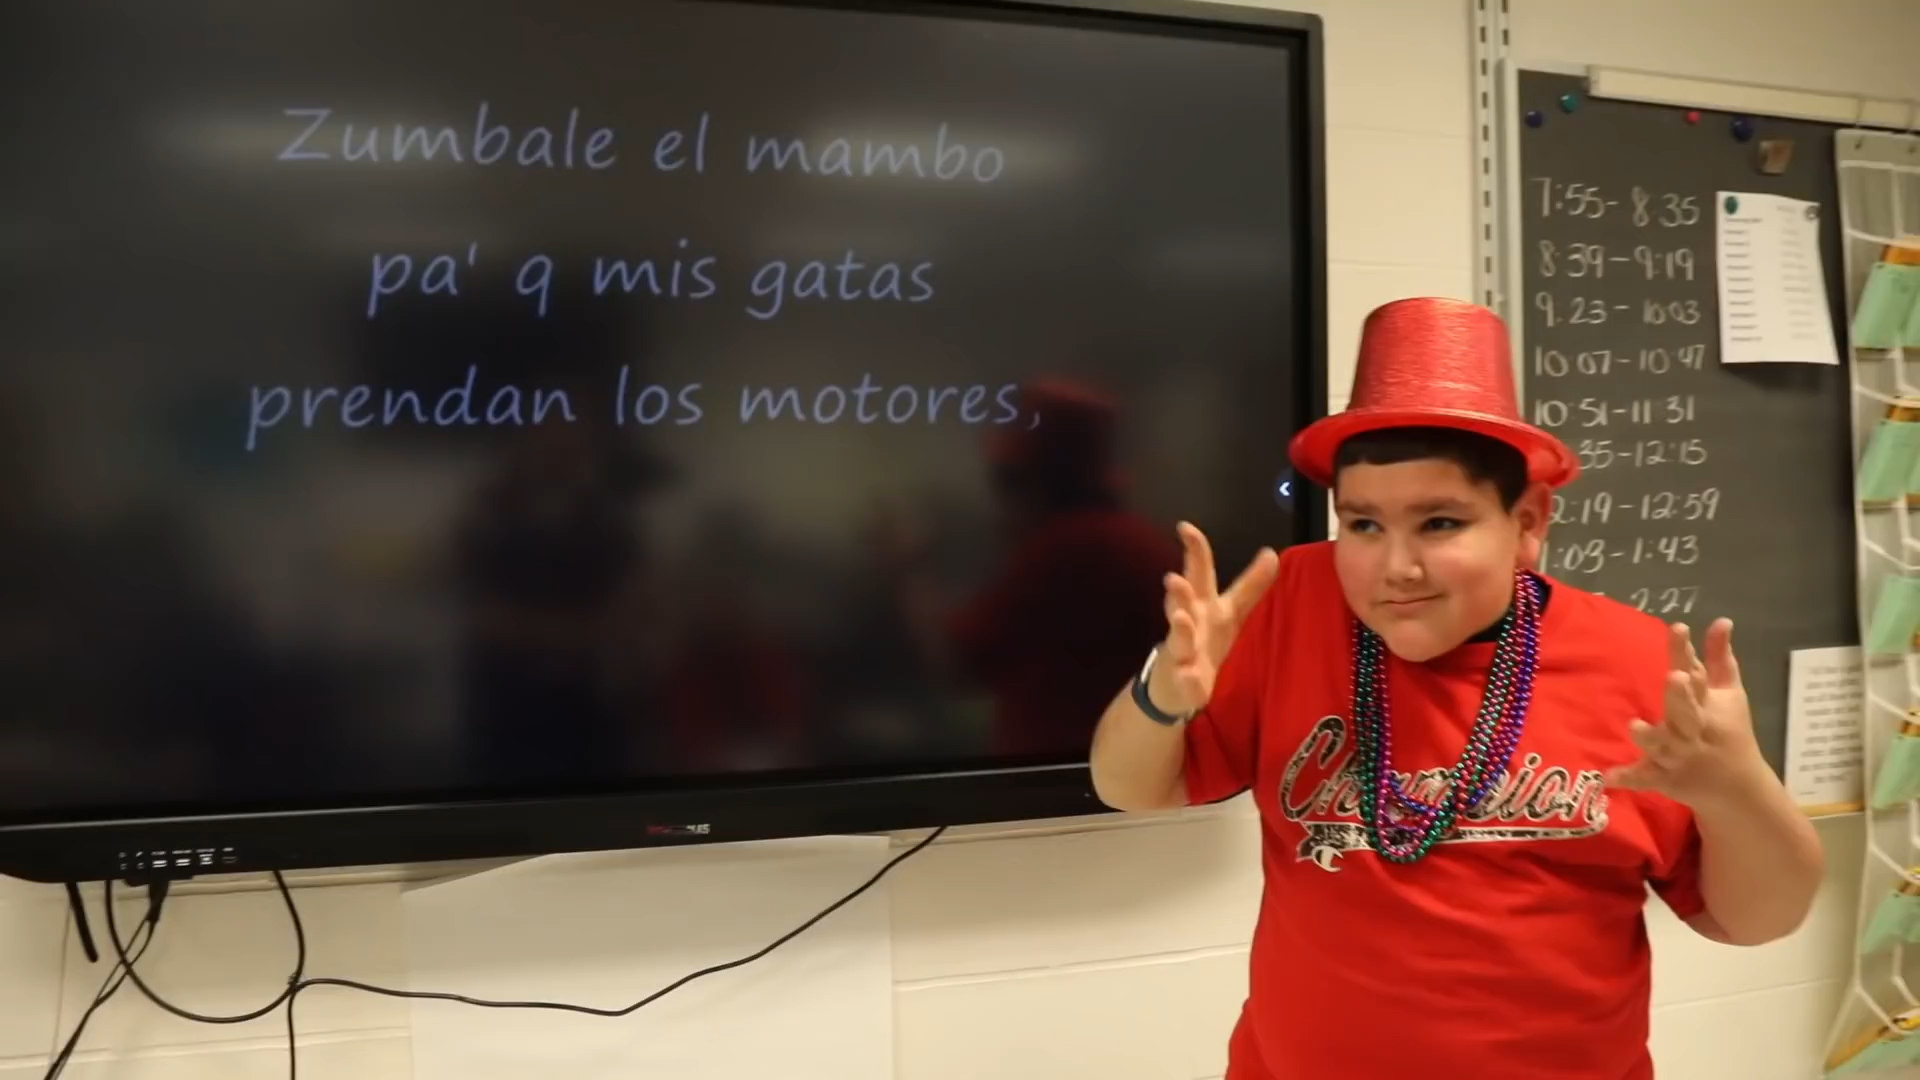 Zumbale el mambo
pa' q mis gatas
prendan los motores,
7:55-8:35
8:39-9:19
9:23-10:03
10:07-10:47
10:51-11:31
35-12:15
2:19-12:59
1:03-1:43
2:27
Champion